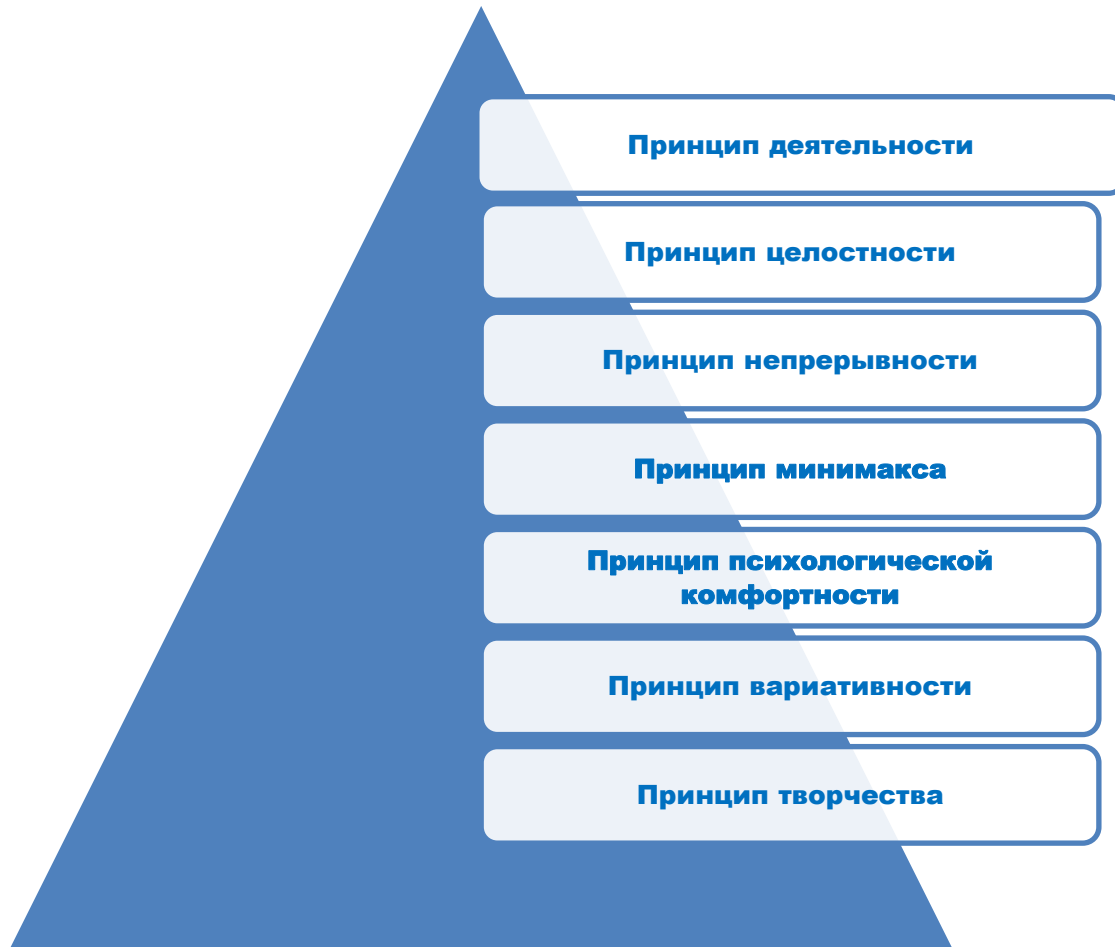 Принцип деятельности
Принцип целостности
Принцип непрерывности
Принцип минимакса
Принцип психологической
комфортности
Принцип вариативности
Принцип творчества